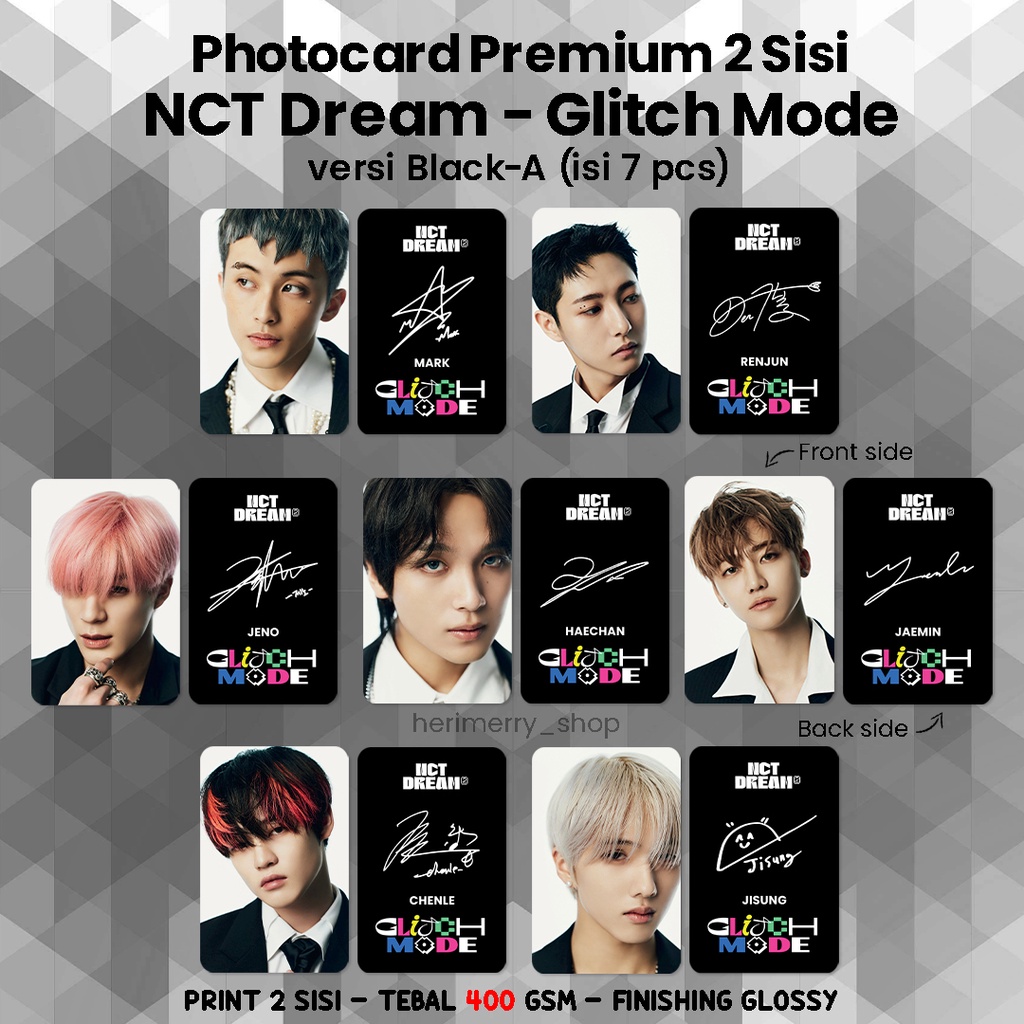 Photocard Premium 2 Sisi
NCT Dream - Glitch Mode
versi Black-A (isi 7 pcs)
NCT
DREAM
MARK
GLITCH
MODE
NCT
DREAM
RENJUN
GLITCH
MODE
Front side
NCT
DREAM
JENO
GLITCH
MODE
NCT
DREAM
HAECHAN
GLITCH
MODE
NCT
DREAM
JAEMIN
GLITCH
MODE
herimerry_shop
Back side
NCT
DREAM
CHENLE
GLITCH
MODE
NCT
DREAM
Jisung
JISUNG
GLITCH
MODE
PRINT 2 SISI - TEBAL 400 GSM - FINISHING GLOSSY